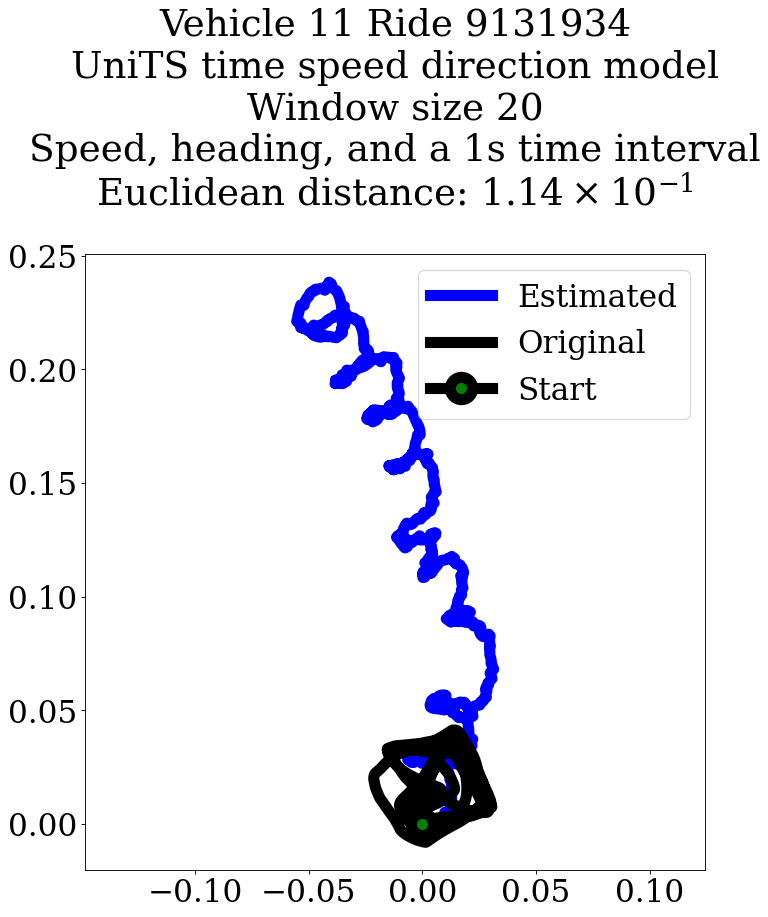 Vehicle 11 Ride 9131934
UniTS time speed direction model
Window size 20
Speed, heading, and a 1s time interval
Euclidean distance: 1.14 × 10⁻¹
0.25
0.20
0.15
0.10
0.05
0.00
Estimated
Original
Start
−0.10 −0.05 0.00 0.05 0.10